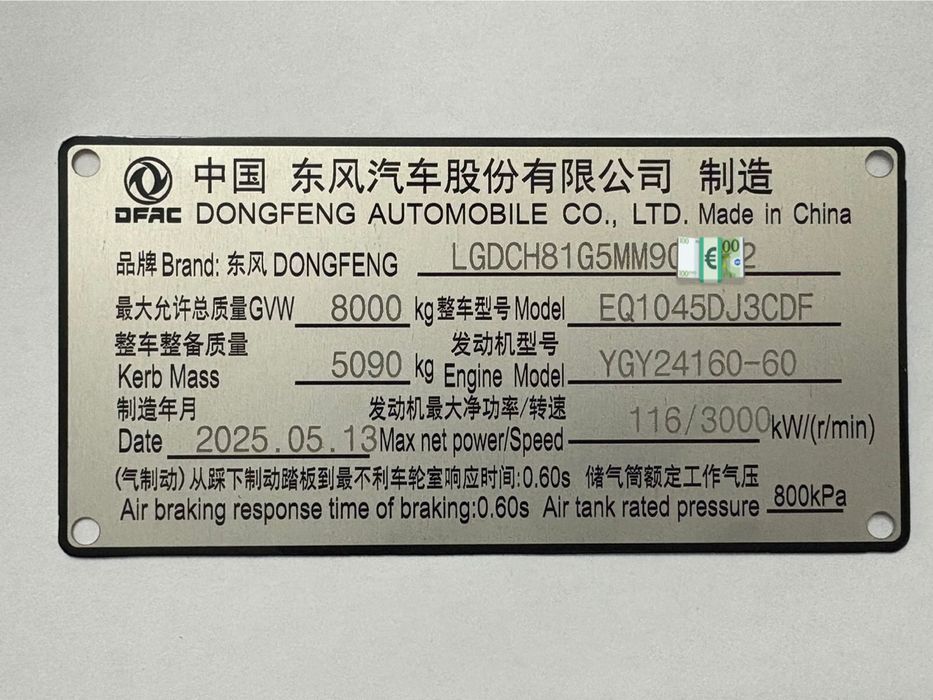 中国 东风汽车股份有限公司 制造
DFAC DONGFENG AUTOMOBILE CO., LTD. Made in China
品牌 Brand: 东风 DONGFENG
最大允许总质量GVW 8000 kg 整车型号Model EQ1045DJ3CDF
整车整备质量 发动机型号
Kerb Mass 5090 kg Engine Model YGY24160-60
制造年月 发动机最大净功率/转速
Date 2025.05.13 Max net power/Speed 116/3000 kW/(r/min)
(气制动)从踩下制动踏板到最不利车轮室响应时间:0.60s 储气筒额定工作气压
Air braking response time of braking:0.60s Air tank rated pressure 800kPa